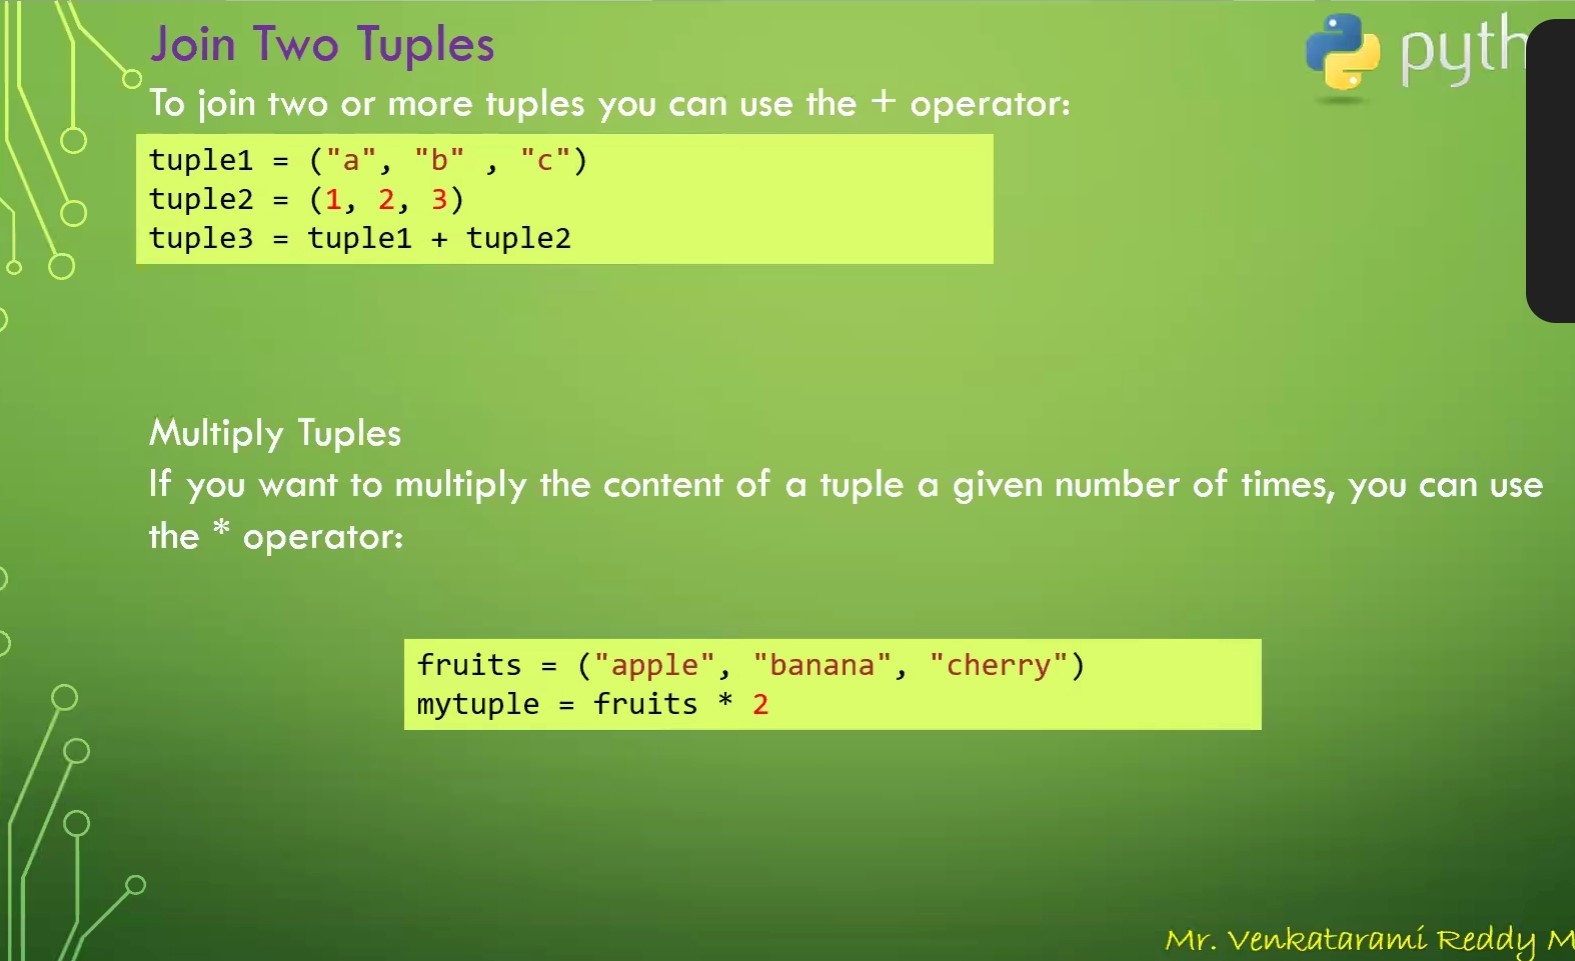 Join Two Tuples
pyth
To join two or more tuples you can use the + operator:
tuple1 = ("a", "b" , "c")
tuple2 = (1, 2, 3)
tuple3 = tuple1 + tuple2
Multiply Tuples
If you want to multiply the content of a tuple a given number of times, you can use
the * operator:
fruits = ("apple", "banana", "cherry")
mytuple = fruits * 2
Mr. Venkatarami Reddy M